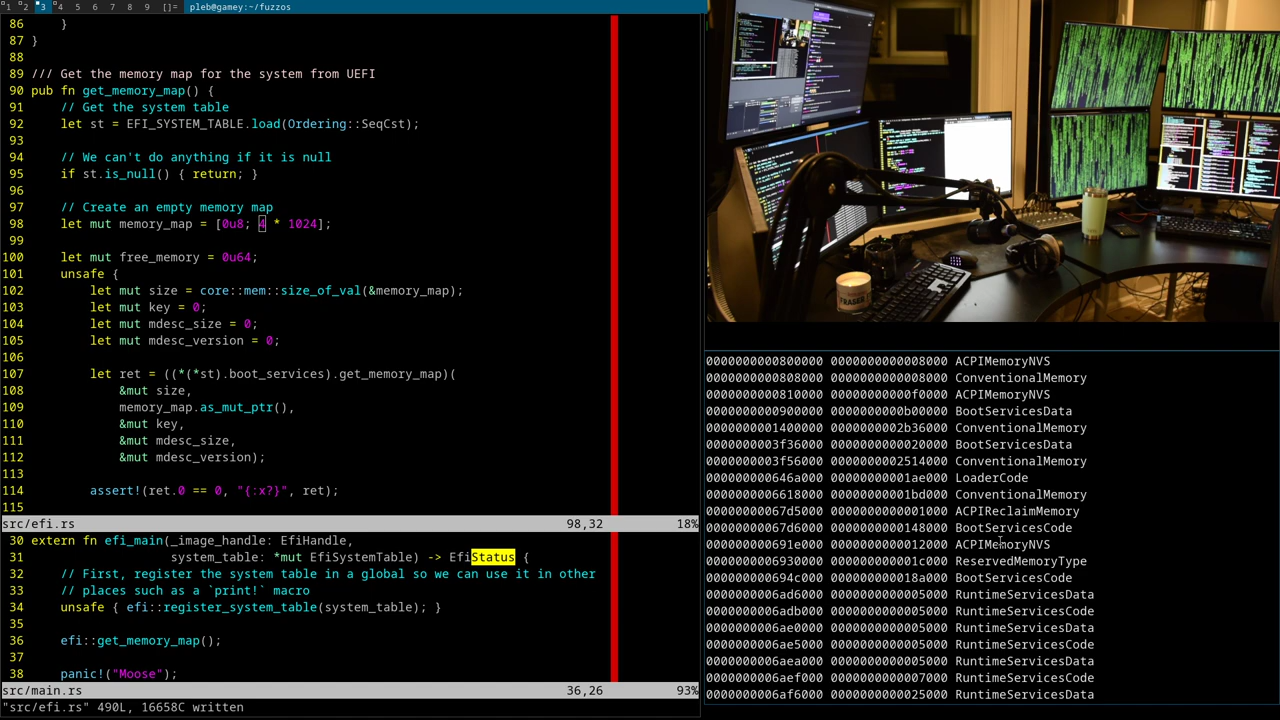 1 2 3 4 5 6 7 8 9 []= pleb@gamey:~/fuzzos
86     }
87 }
88
89 /// Get the memory map for the system from UEFI
90 pub fn get_memory_map() {
91     // Get the system table
92     let st = EFI_SYSTEM_TABLE.load(Ordering::SeqCst);
93
94     // We can't do anything if it is null
95     if st.is_null() { return; }
96
97     // Create an empty memory map
98     let mut memory_map = [0u8; 4 * 1024];
99
100     let mut free_memory = 0u64;
101     unsafe {
102         let mut size = core::mem::size_of_val(&memory_map);
103         let mut key = 0;
104         let mut mdesc_size = 0;
105         let mut mdesc_version = 0;
106
107         let ret = ((*(*st).boot_services).get_memory_map)(
108             &mut size,
109             memory_map.as_mut_ptr(),
110             &mut key,
111             &mut mdesc_size,
112             &mut mdesc_version);
113
114         assert!(ret.0 == 0, "{:x?}", ret);
115
src/efi.rs 98,32 18%
30 extern fn efi_main(_image_handle: EfiHandle,
31                    system_table: *mut EfiSystemTable) -> EfiStatus {
32     // First, register the system table in a global so we can use it in other
33     // places such as a `print!` macro
34     unsafe { efi::register_system_table(system_table); }
35
36     efi::get_memory_map();
37
38     panic!("Moose");
src/main.rs 36,26 93%
"src/efi.rs" 490L, 16658C written
FRASER
0000000000800000 0000000000008000 ACPIMemoryNVS
0000000000808000 0000000000008000 ConventionalMemory
0000000000810000 00000000000f0000 ACPIMemoryNVS
0000000000900000 0000000000b00000 BootServicesData
0000000001400000 0000000002b36000 ConventionalMemory
0000000003f36000 0000000000020000 BootServicesData
0000000003f56000 0000000002514000 ConventionalMemory
000000000646a000 00000000001ae000 LoaderCode
0000000006618000 00000000001bd000 ConventionalMemory
00000000067d5000 0000000000001000 ACPIReclaimMemory
00000000067d6000 0000000000148000 BootServicesCode
000000000691e000 0000000000012000 ACPIMemoryNVS
0000000006930000 000000000001c000 ReservedMemoryType
000000000694c000 000000000018a000 BootServicesCode
0000000006ad6000 0000000000005000 RuntimeServicesData
0000000006adb000 0000000000005000 RuntimeServicesCode
0000000006ae0000 0000000000005000 RuntimeServicesData
0000000006ae5000 0000000000005000 RuntimeServicesCode
0000000006aea000 0000000000005000 RuntimeServicesData
0000000006aef000 0000000000007000 RuntimeServicesCode
0000000006af6000 0000000000025000 RuntimeServicesData